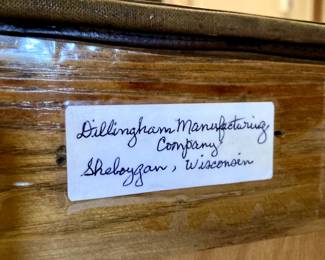 Dillingham Manufacturing
Company
Sheboygan, Wisconsin